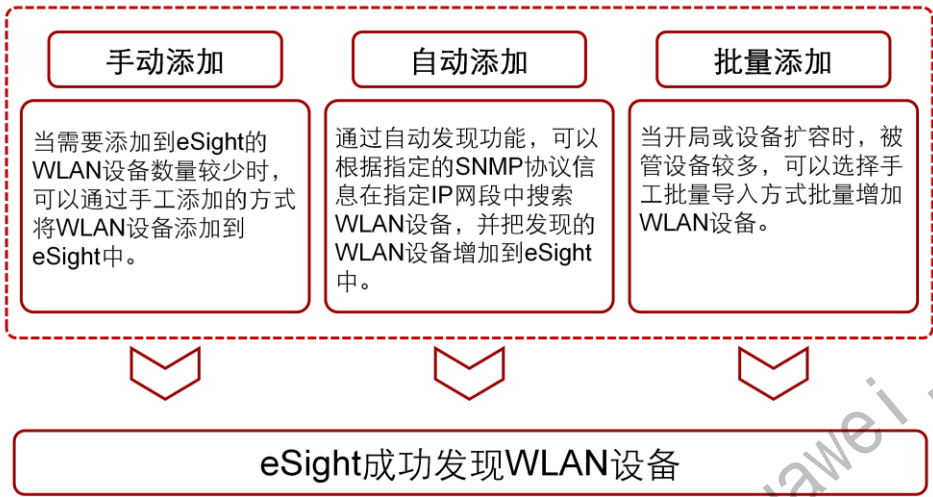 手动添加
自动添加
批量添加
当需要添加到eSight的
WLAN设备数量较少时，
可以通过手工添加的方式
将WLAN设备添加到
eSight中。
通过自动发现功能，可以
根据指定的SNMP协议信
息在指定IP网段中搜索
WLAN设备，并把发现的
WLAN设备增加到eSight
中。
当开局或设备扩容时，被
管设备较多，可以选择手
工批量导入方式批量增加
WLAN设备。
eSight成功发现WLAN设备